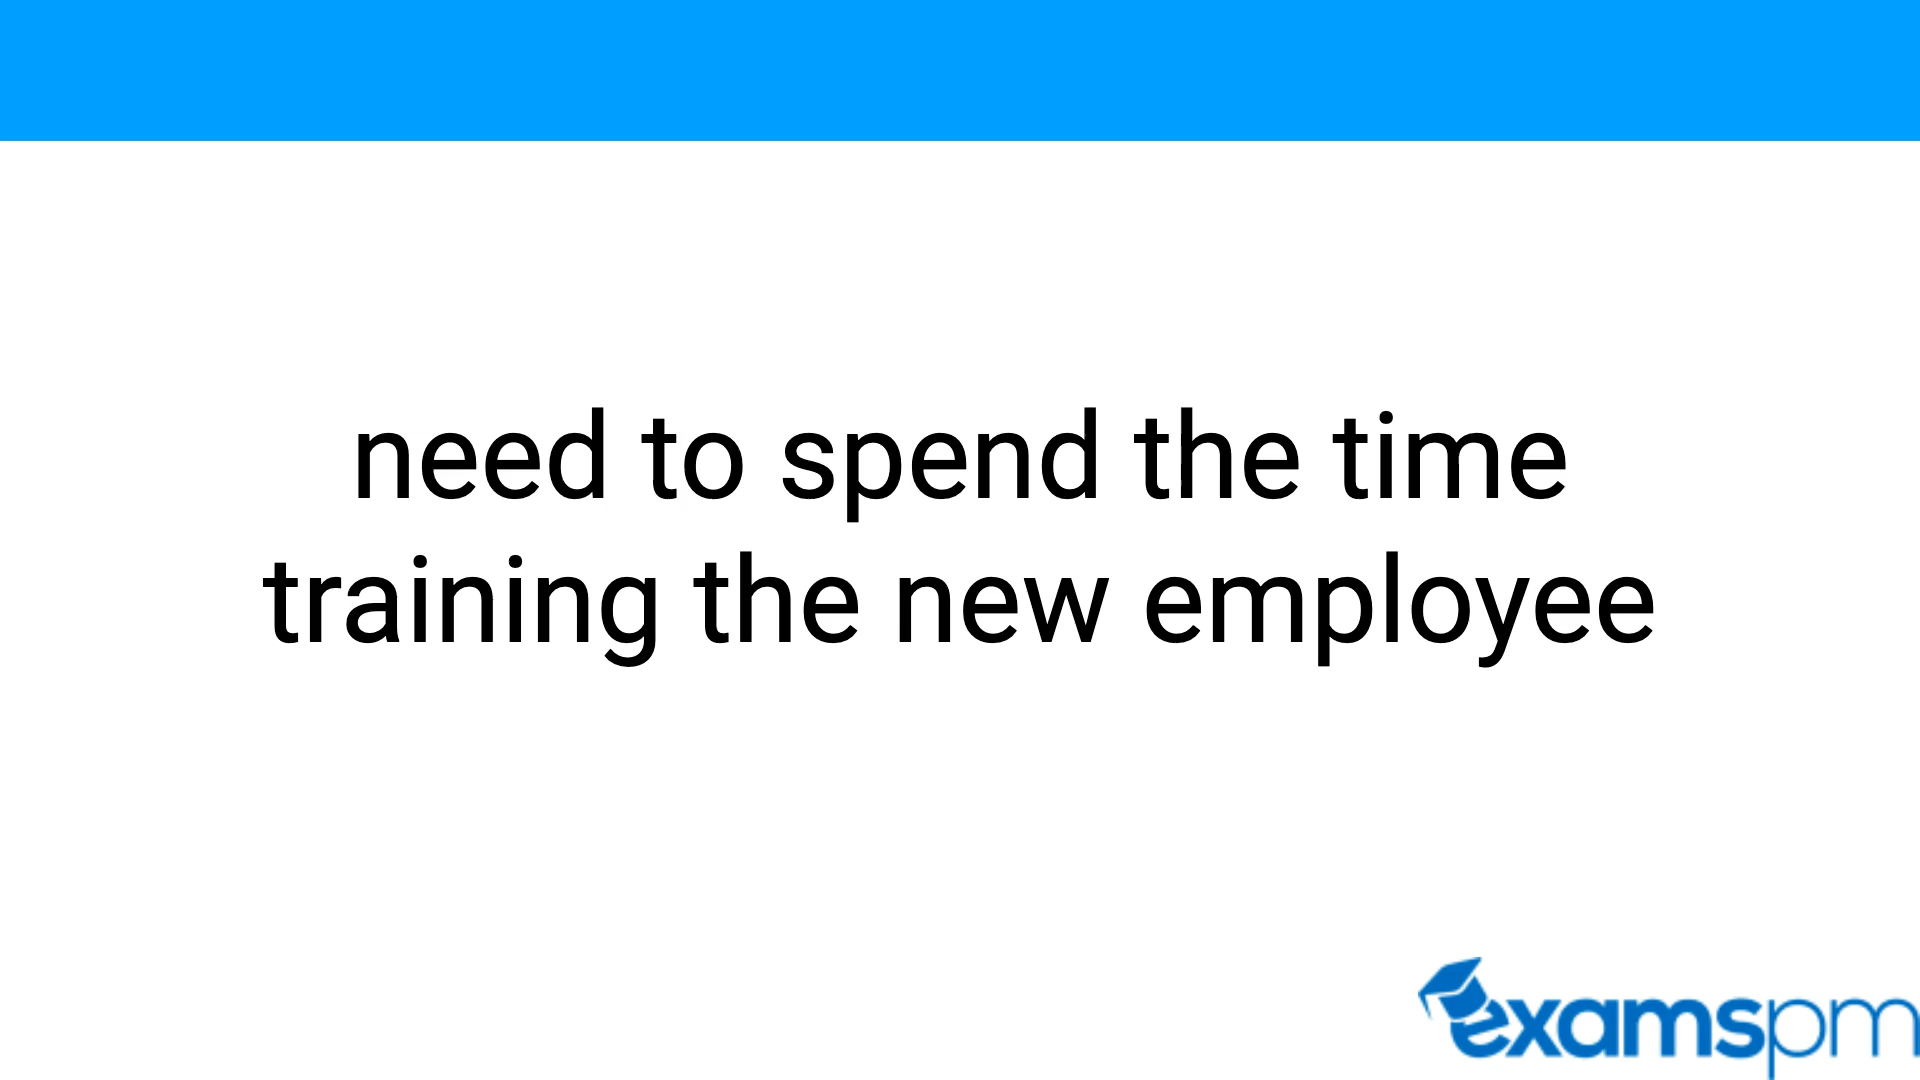 need to spend the time
training the new employee
examspm